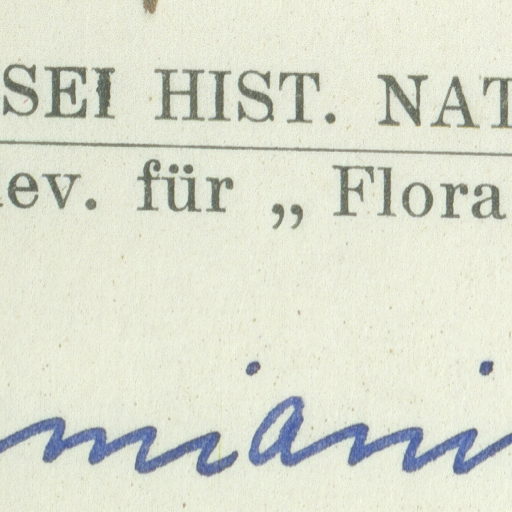 SEI HIST. NAT
ev. für „ Flora
miani